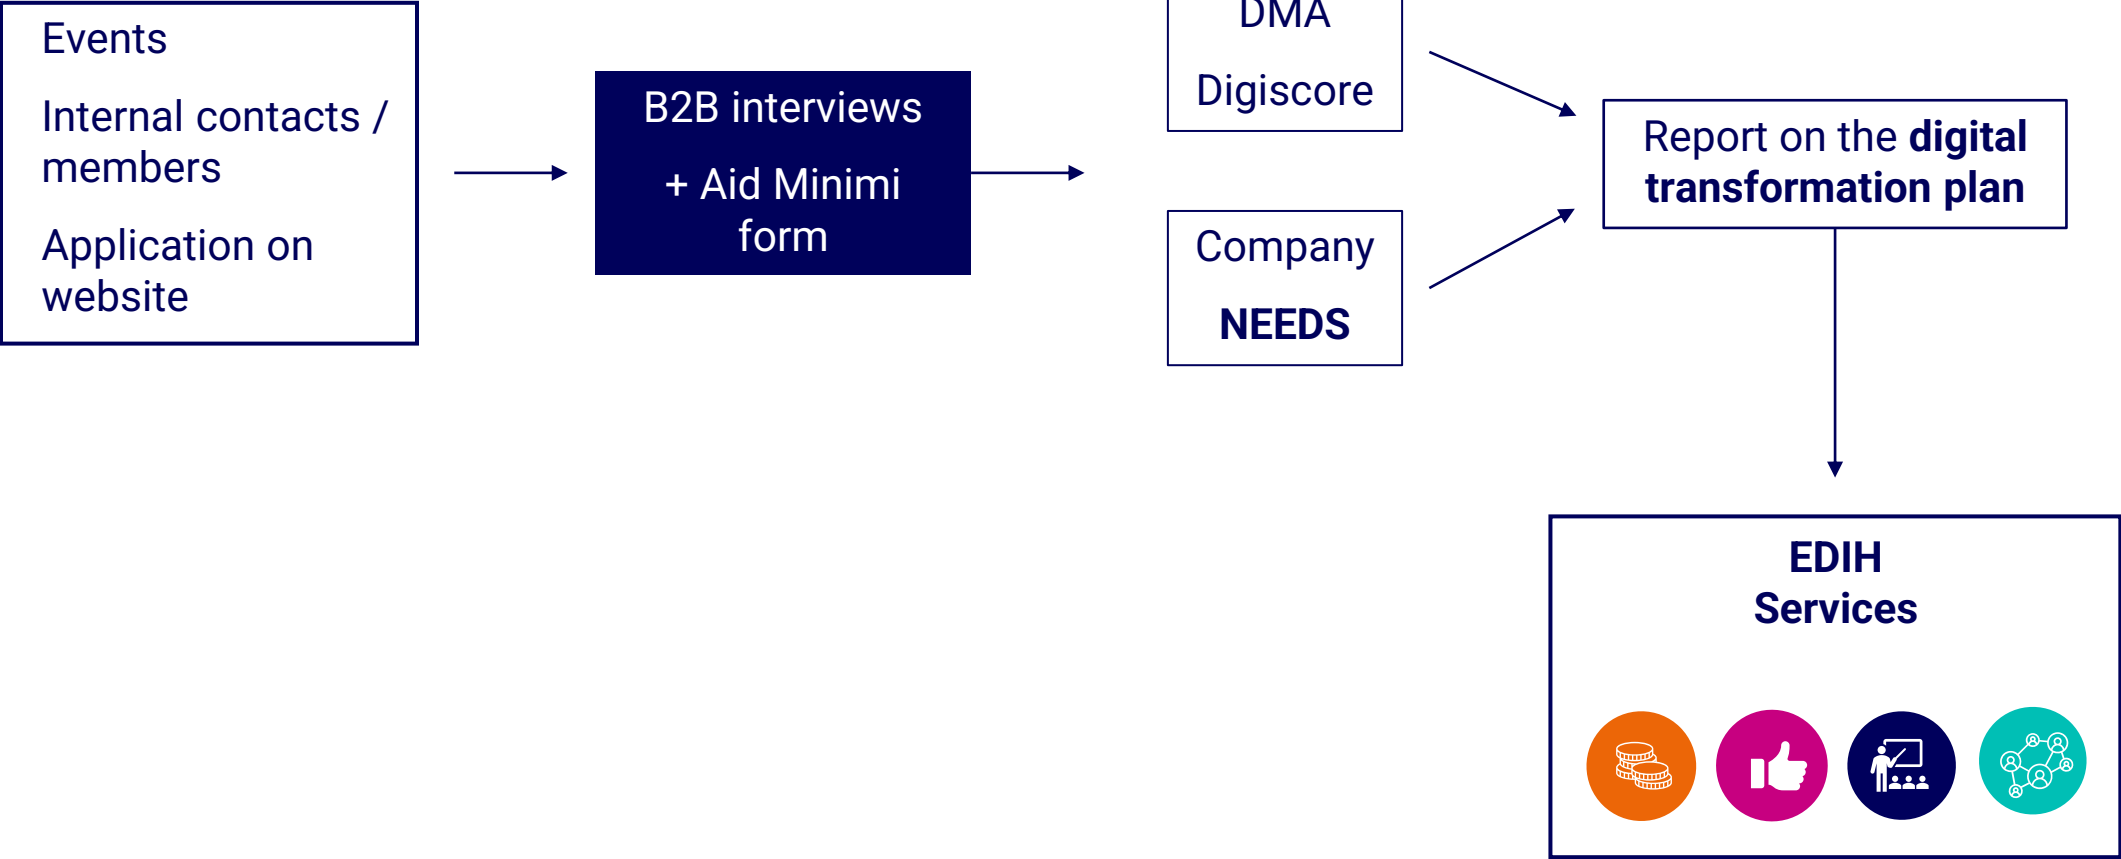 Events
Internal contacts /
members
Application on
website
B2B interviews
+ Aid Minimi
form
DMA
Digiscore
Company
NEEDS
Report on the digital
transformation plan
EDIH
Services